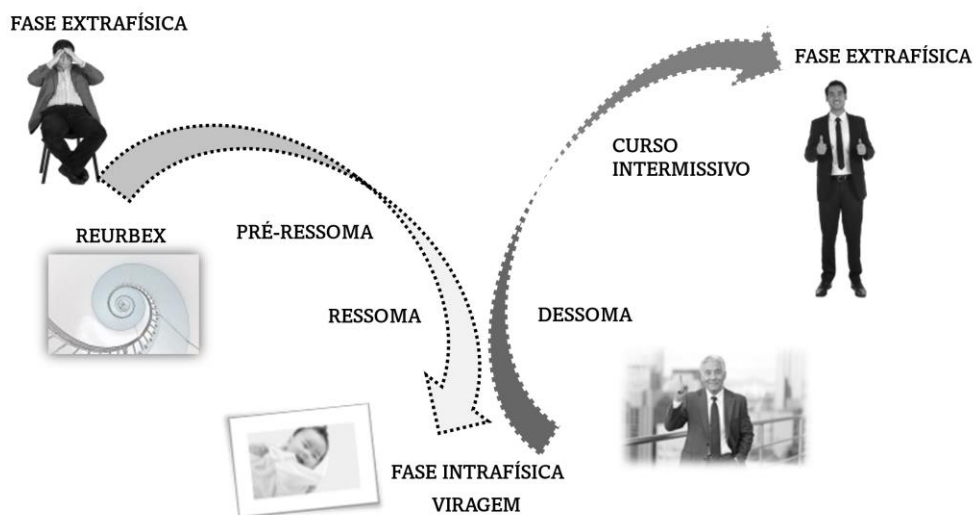 FASE EXTRAFÍSICA
FASE EXTRAFÍSICA
CURSO
INTERMISSIVO
REURBEX
PRÉ-RESSOMA
RESSOMA
DESSOMA
FASE INTRAFÍSICA
VIRAGEM